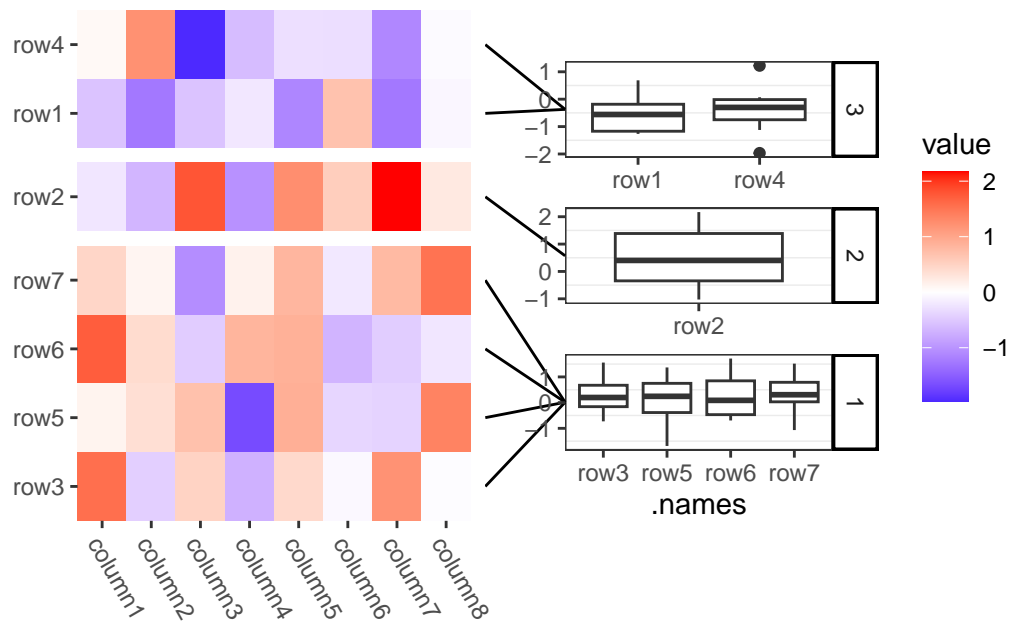 row4
row1
row2
row7
row6
row5
row3
column1
column2
column3
column4
column5
column6
column7
column8
1
0
−1
−2
row1
row4
3
2
1
0
−1
row2
2
1
0
−1
row3
row5
row6
row7
1
.names
value
2
1
0
−1